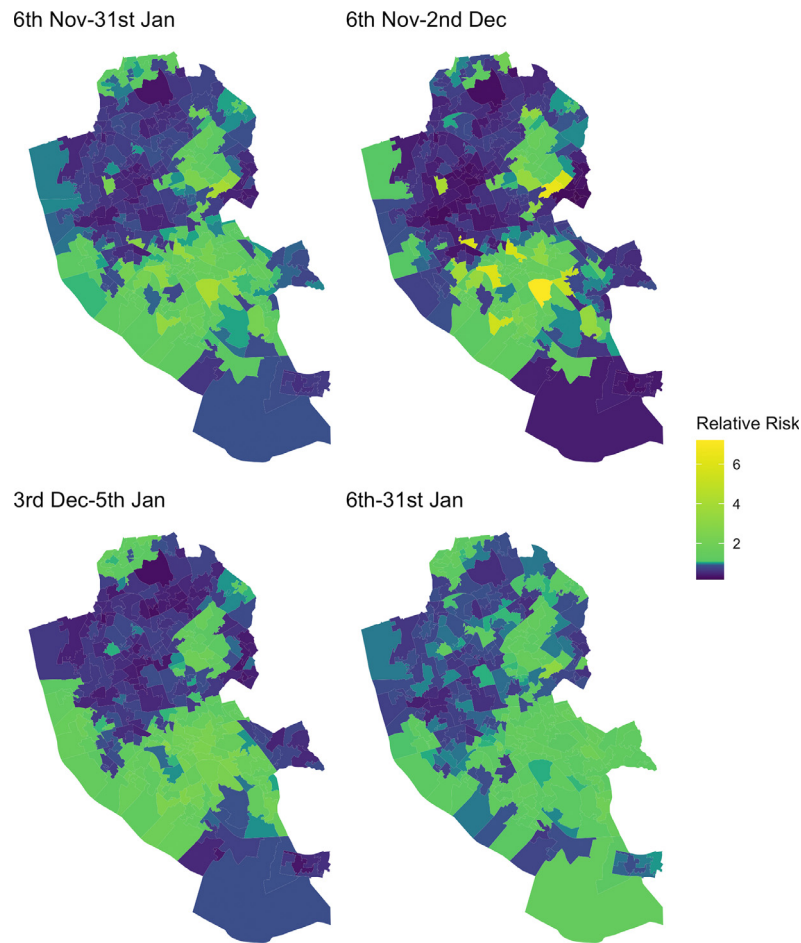 6th Nov-31st Jan
6th Nov-2nd Dec
Relative Risk
6
4
2
3rd Dec-5th Jan
6th-31st Jan